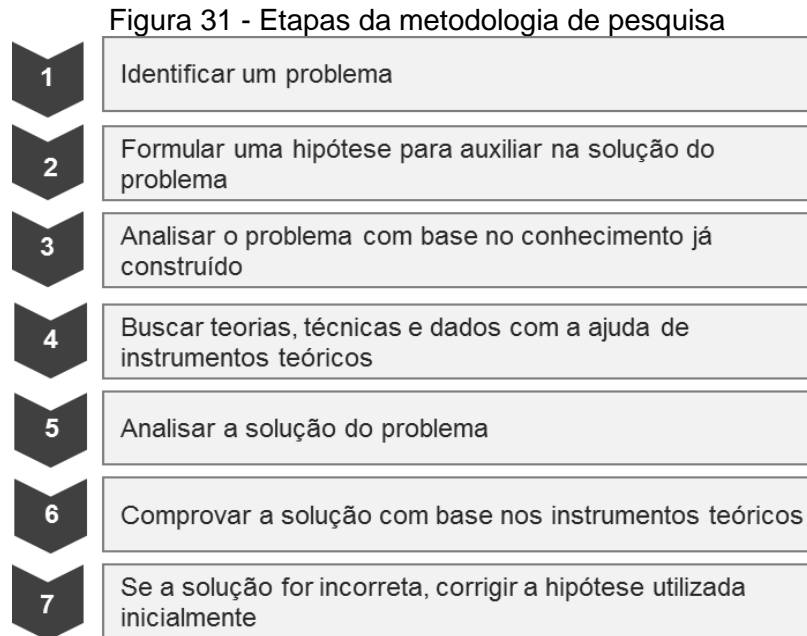 Figura 31 - Etapas da metodologia de pesquisa
1
Identificar um problema
2
Formular uma hipótese para auxiliar na solução do
problema
3
Analisar o problema com base no conhecimento já
construído
4
Buscar teorias, técnicas e dados com a ajuda de
instrumentos teóricos
5
Analisar a solução do problema
6
Comprovar a solução com base nos instrumentos teóricos
7
Se a solução for incorreta, corrigir a hipótese utilizada
inicialmente